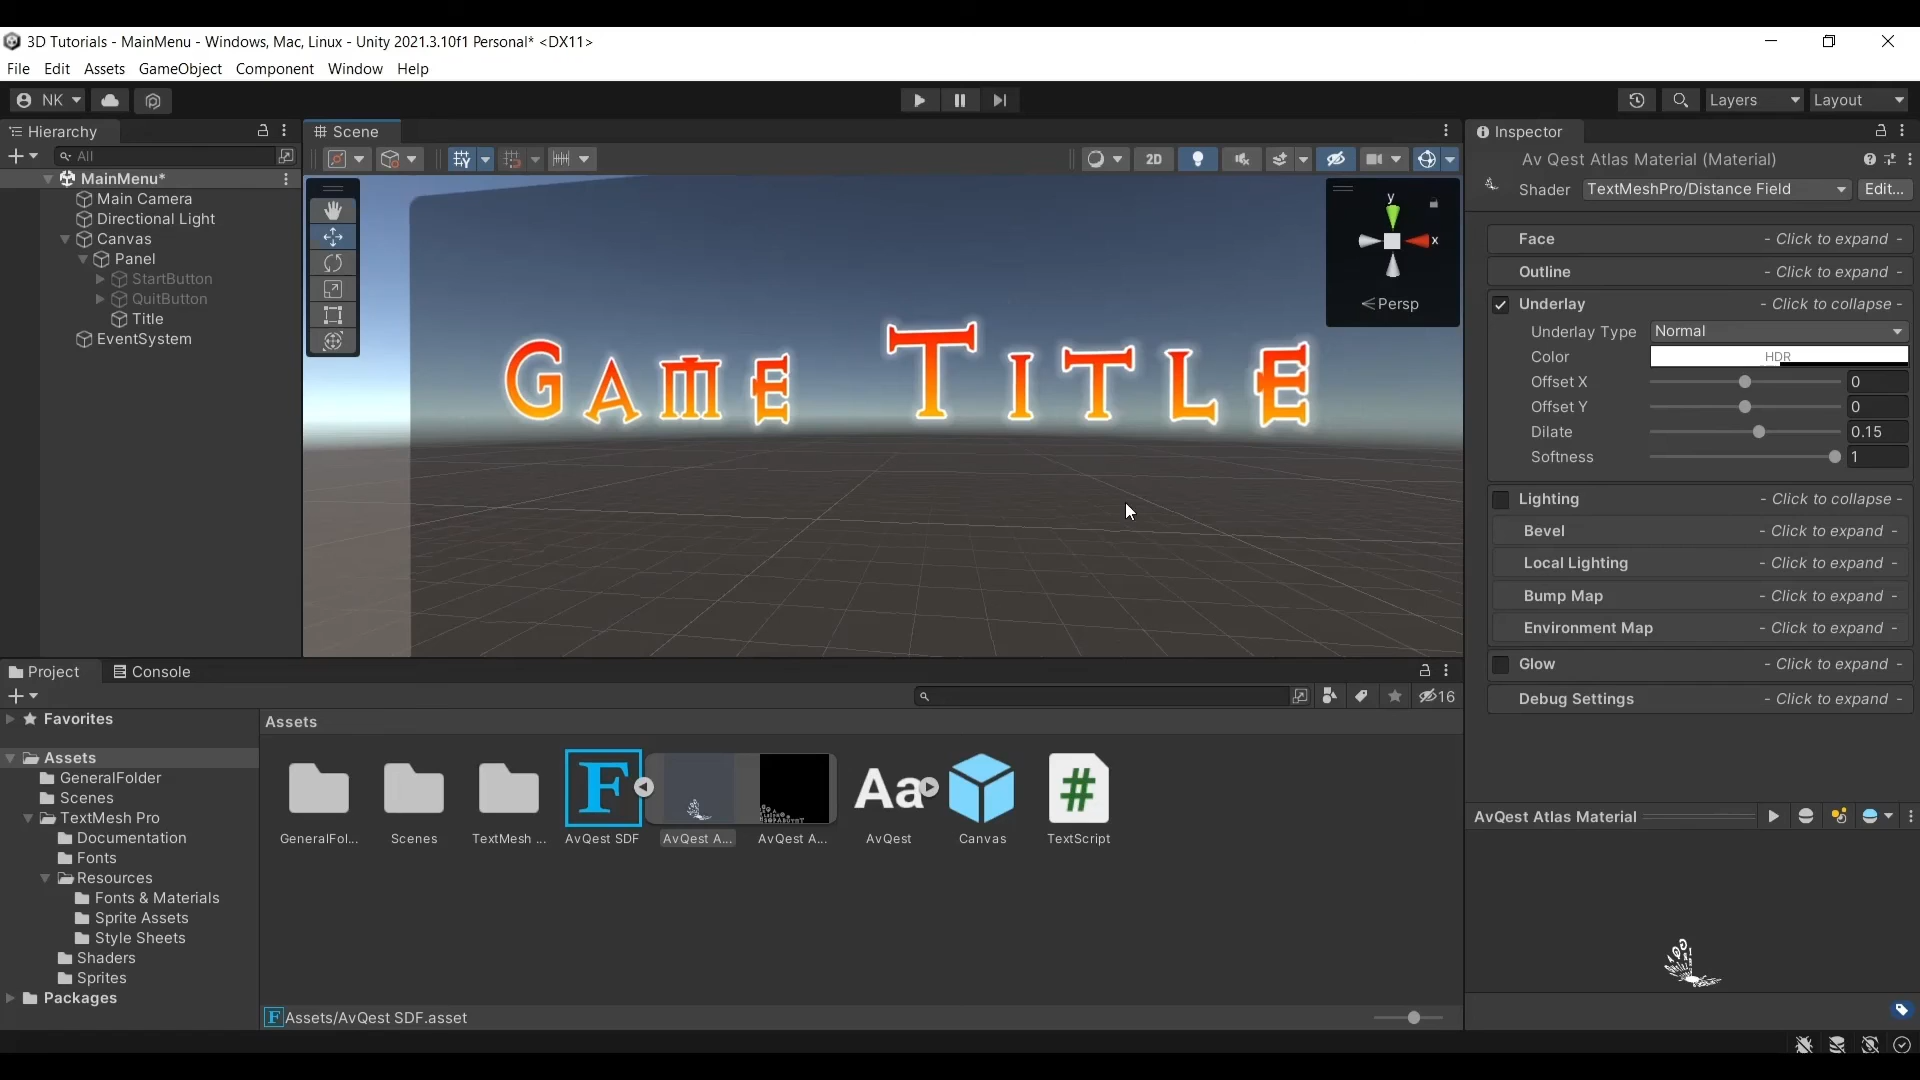 3D Tutorials - MainMenu - Windows, Mac, Linux - Unity 2021.3.10f1 Personal* <DX11>
File Edit Assets GameObject Component Window Help
NK
Layers
Layout
Hierarchy
All
MainMenu*
Main Camera
Directional Light
Canvas
Panel
StartButton
QuitButton
Title
EventSystem
Scene
2D
y
x
Persp
Game Title
Inspector
Av Qest Atlas Material (Material)
Shader TextMeshPro/Distance Field Edit...
Face - Click to expand -
Outline - Click to expand -
Underlay - Click to collapse -
Underlay Type Normal
Color HDR
Offset X 0
Offset Y 0
Dilate 0.15
Softness 1
Lighting - Click to collapse -
Bevel - Click to expand -
Local Lighting - Click to expand -
Bump Map - Click to expand -
Environment Map - Click to expand -
Glow - Click to expand -
Debug Settings - Click to expand -
Project Console
16
Favorites
Assets
GeneralFolder
Scenes
TextMesh Pro
Documentation
Fonts
Resources
Fonts & Materials
Sprite Assets
Style Sheets
Shaders
Sprites
Packages
Assets
F
Aa
#
GeneralFol... Scenes TextMesh ... AvQest SDF AvQest A... AvQest A... AvQest Canvas TextScript
F Assets/AvQest SDF.asset
AvQest Atlas Material